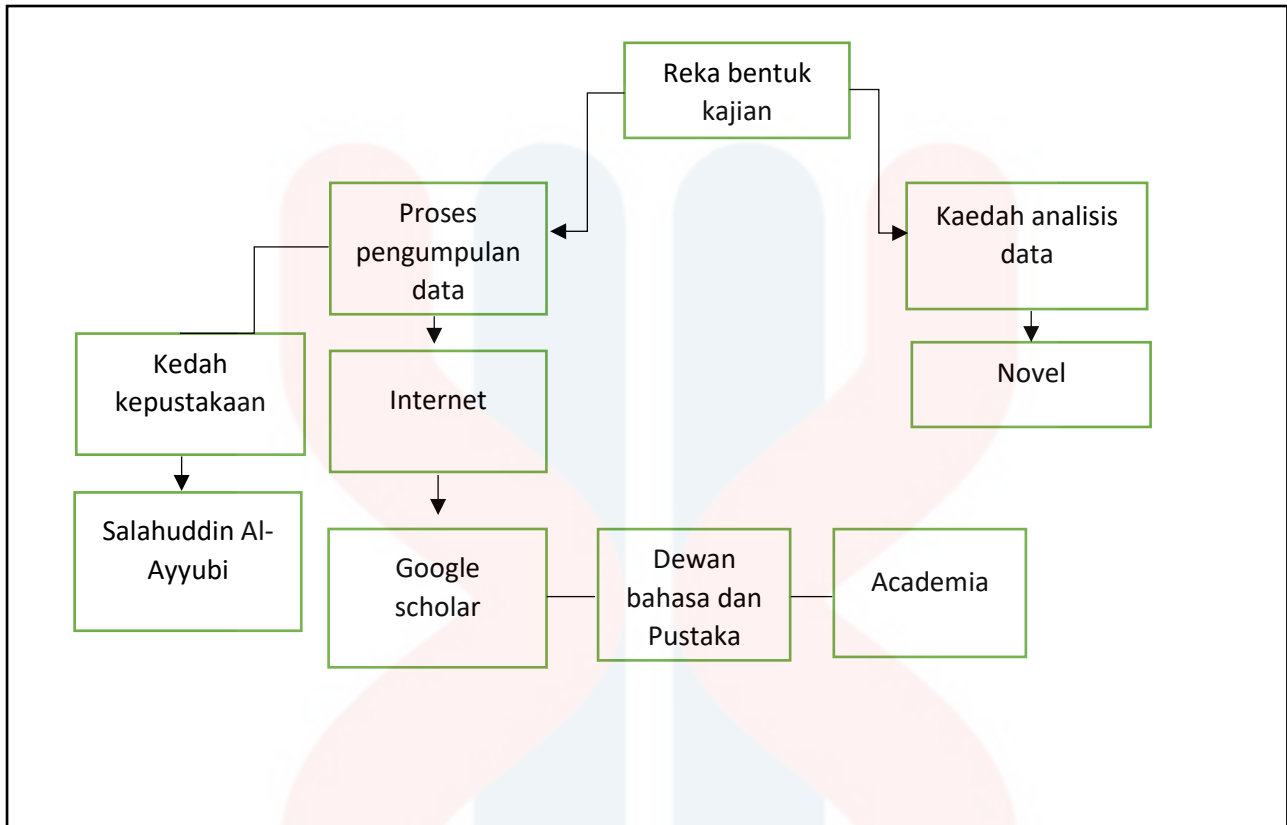 Reka bentuk
kajian
Proses
pengumpulan
data
Kaedah analisis
data
Kedah
kepustakaan
Internet
Novel
Salahuddin Al-
Ayyubi
Google
scholar
Dewan
bahasa dan
Pustaka
Academia